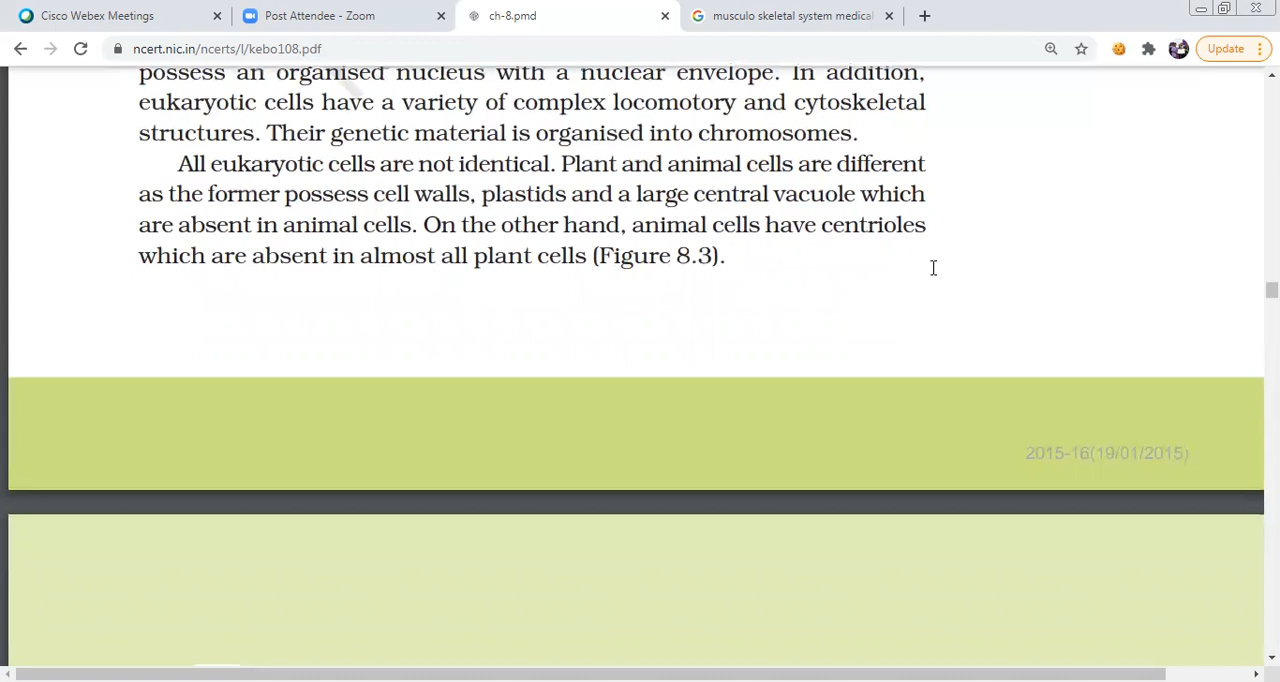 Cisco Webex Meetings
Post Attendee - Zoom
ch-8.pmd
musculo skeletal system medical
ncert.nic.in/ncerts/l/kebo108.pdf
Update
possess an organised nucleus with a nuclear envelope. In addition,
eukaryotic cells have a variety of complex locomotory and cytoskeletal
structures. Their genetic material is organised into chromosomes.
All eukaryotic cells are not identical. Plant and animal cells are different
as the former possess cell walls, plastids and a large central vacuole which
are absent in animal cells. On the other hand, animal cells have centrioles
which are absent in almost all plant cells (Figure 8.3).
2015-16(19/01/2015)